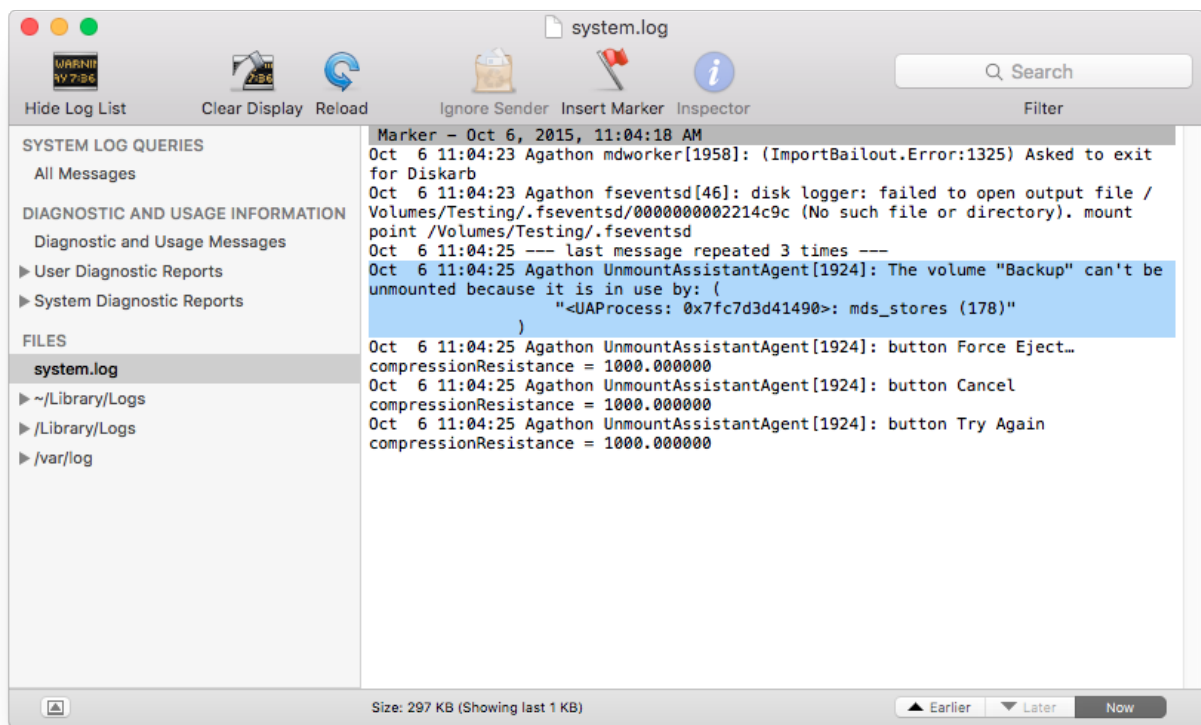 system.log
WARNIN
AY 7:36
7:36
Hide Log List
Clear Display
Reload
Ignore Sender
Insert Marker
Inspector
Search
Filter
SYSTEM LOG QUERIES
All Messages
DIAGNOSTIC AND USAGE INFORMATION
Diagnostic and Usage Messages
User Diagnostic Reports
System Diagnostic Reports
FILES
system.log
~/Library/Logs
/Library/Logs
/var/log
Marker – Oct 6, 2015, 11:04:18 AM
Oct  6 11:04:23 Agathon mdworker[1958]: (ImportBailout.Error:1325) Asked to exit
for Diskarb
Oct  6 11:04:23 Agathon fseventsd[46]: disk logger: failed to open output file /
Volumes/Testing/.fseventsd/0000000002214c9c (No such file or directory). mount
point /Volumes/Testing/.fseventsd
Oct  6 11:04:25 --- last message repeated 3 times ---
Oct  6 11:04:25 Agathon UnmountAssistantAgent[1924]: The volume "Backup" can't be
unmounted because it is in use by: (
"<UAProcess: 0x7fc7d3d41490>: mds_stores (178)"
)
Oct  6 11:04:25 Agathon UnmountAssistantAgent[1924]: button Force Eject…
compressionResistance = 1000.000000
Oct  6 11:04:25 Agathon UnmountAssistantAgent[1924]: button Cancel
compressionResistance = 1000.000000
Oct  6 11:04:25 Agathon UnmountAssistantAgent[1924]: button Try Again
compressionResistance = 1000.000000
Size: 297 KB (Showing last 1 KB)
Earlier
Later
Now